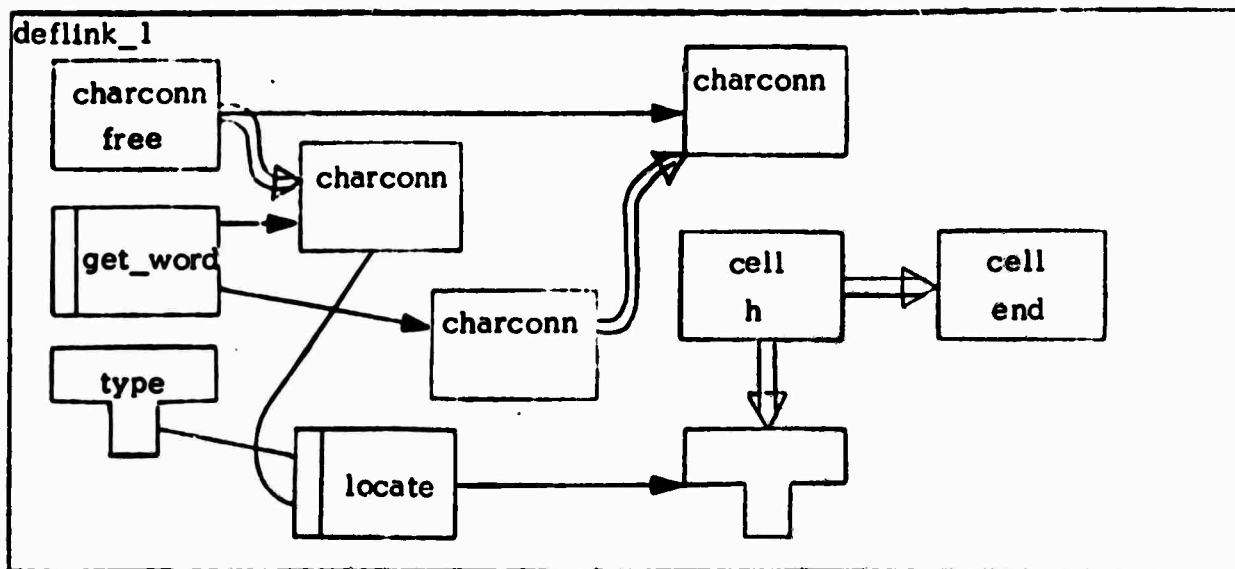 deflink_1
charconn
free
charconn
charconn
get_word
charconn
cell
h
cell
end
type
locate